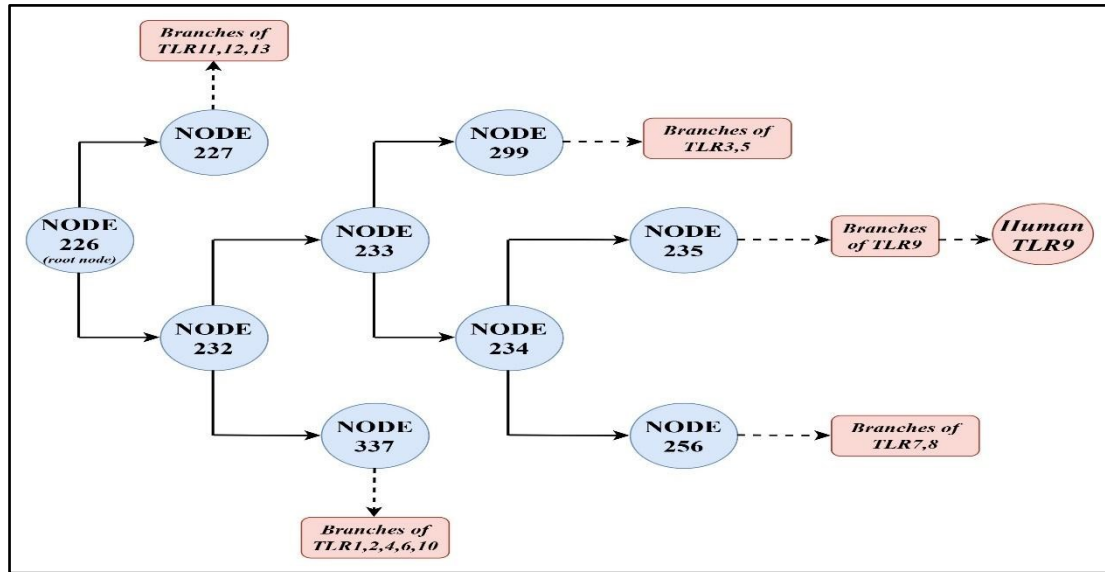 Branches of
TLR11,12,13
NODE
227
NODE
299
Branches of
TLR3,5
NODE
226
(root node)
NODE
233
NODE
235
Branches
of TLR9
Human
TLR9
NODE
232
NODE
234
NODE
337
NODE
256
Branches of
TLR7,8
Branches of
TLR1,2,4,6,10